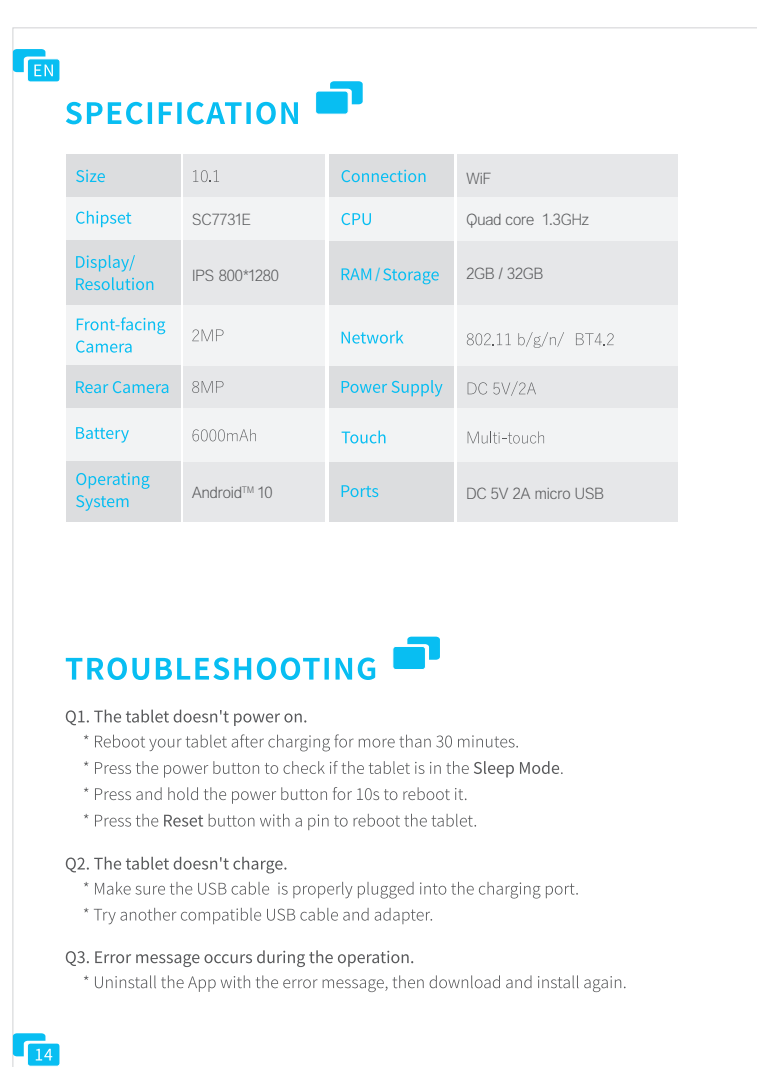 EN
SPECIFICATION
Size 10.1 Connection WiF
Chipset SC7731E CPU Quad core 1.3GHz
Display/
Resolution IPS 800*1280 RAM / Storage 2GB / 32GB
Front-facing
Camera 2MP Network 802.11 b/g/n/ BT4.2
Rear Camera 8MP Power Supply DC 5V/2A
Battery 6000mAh Touch Multi-touch
Operating
System Android™ 10 Ports DC 5V 2A micro USB
TROUBLESHOOTING
Q1. The tablet doesn't power on.
* Reboot your tablet after charging for more than 30 minutes.
* Press the power button to check if the tablet is in the Sleep Mode.
* Press and hold the power button for 10s to reboot it.
* Press the Reset button with a pin to reboot the tablet.
Q2. The tablet doesn't charge.
* Make sure the USB cable is properly plugged into the charging port.
* Try another compatible USB cable and adapter.
Q3. Error message occurs during the operation.
* Uninstall the App with the error message, then download and install again.
14